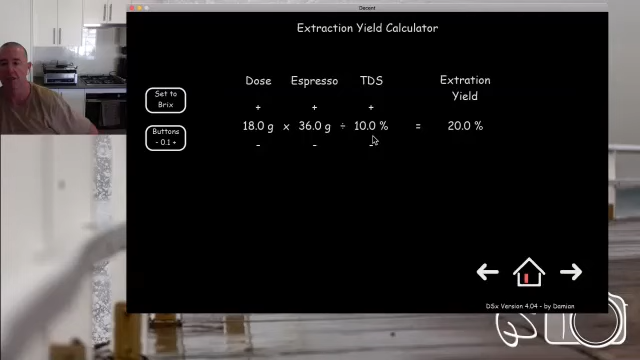 Decent
Extraction Yield Calculator
Dose Espresso TDS Extration
Yield
Set to
Brix
+ + +
18.0 g x 36.0 g ÷ 10.0 % = 20.0 %
Buttons
- 0.1 +
- - -
DSx Version 4.04 - by Damian